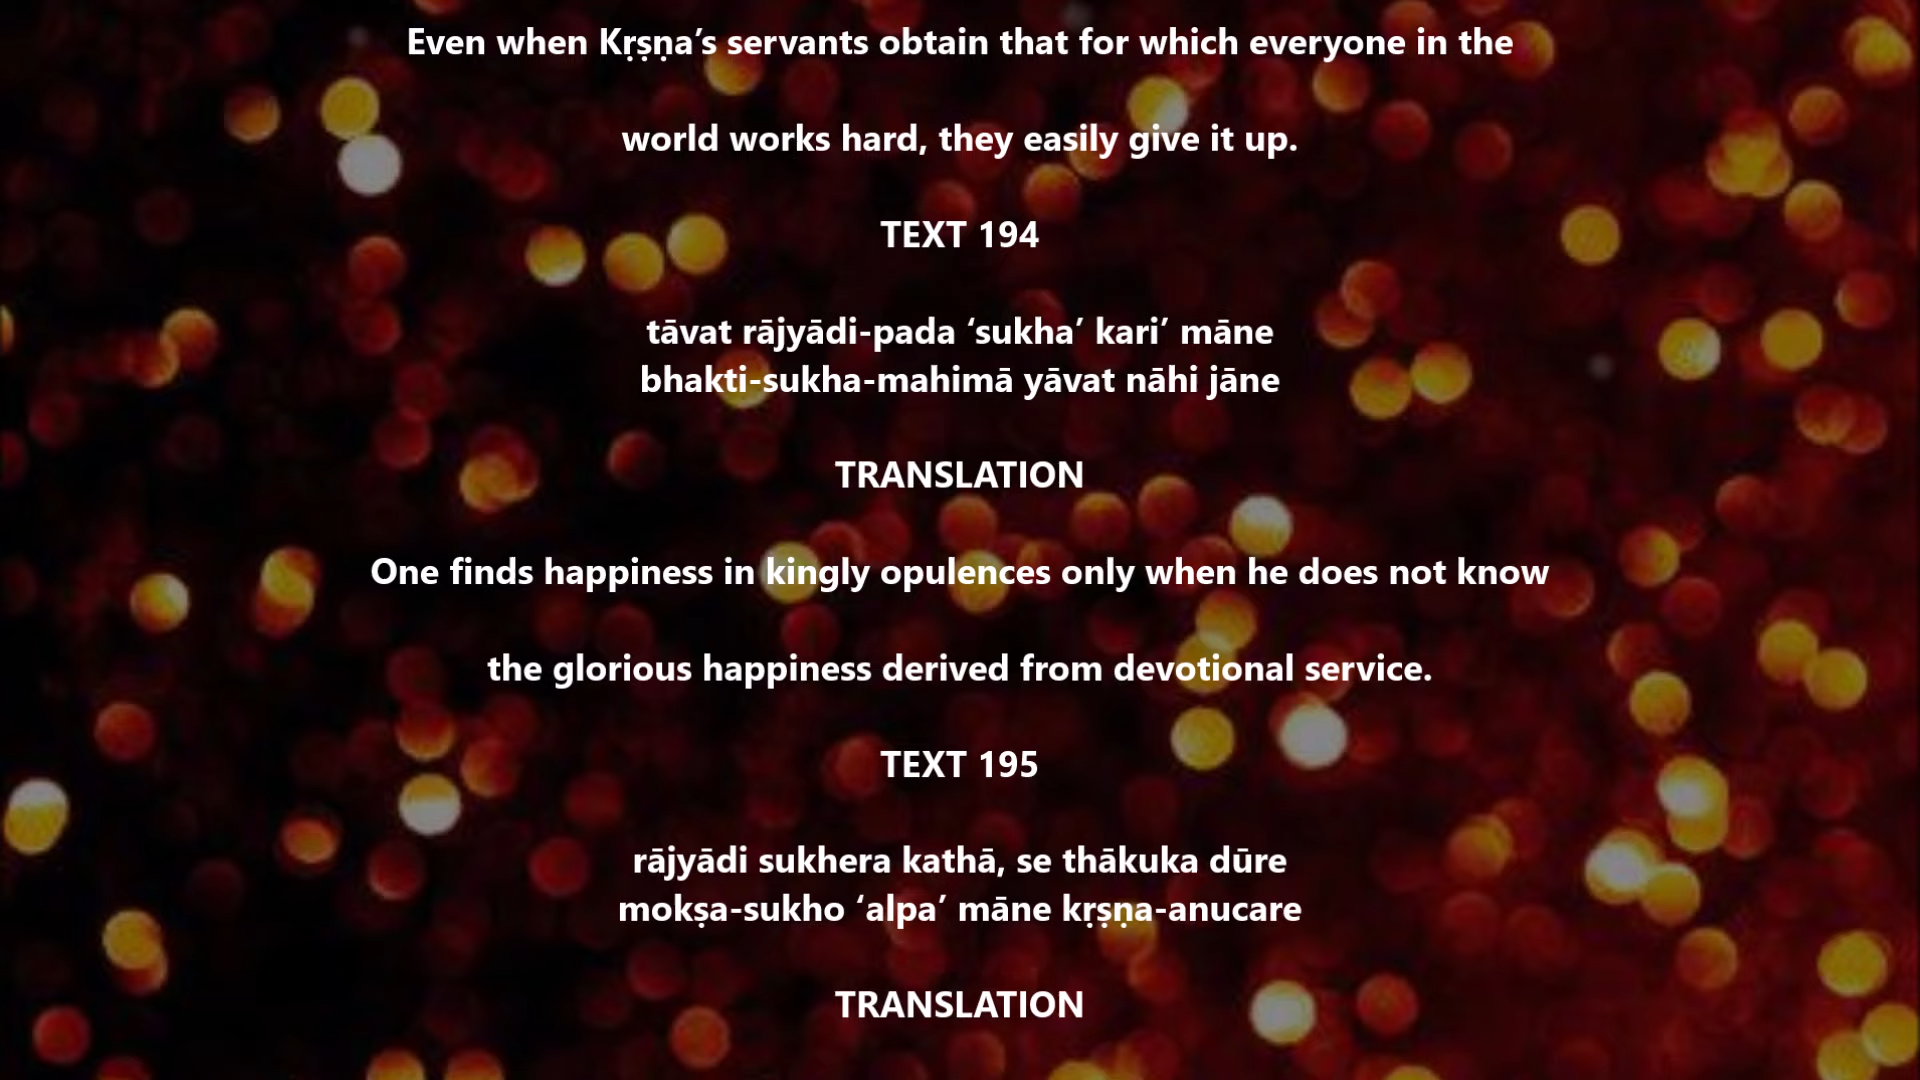 Even when Kṛṣṇa’s servants obtain that for which everyone in the
world works hard, they easily give it up.
TEXT 194
tāvat rājyādi-pada ‘sukha’ kari’ māne
bhakti-sukha-mahimā yāvat nāhi jāne
TRANSLATION
One finds happiness in kingly opulences only when he does not know
the glorious happiness derived from devotional service.
TEXT 195
rājyādi sukhera kathā, se thākuka dūre
mokṣa-sukho ‘alpa’ māne kṛṣṇa-anucare
TRANSLATION